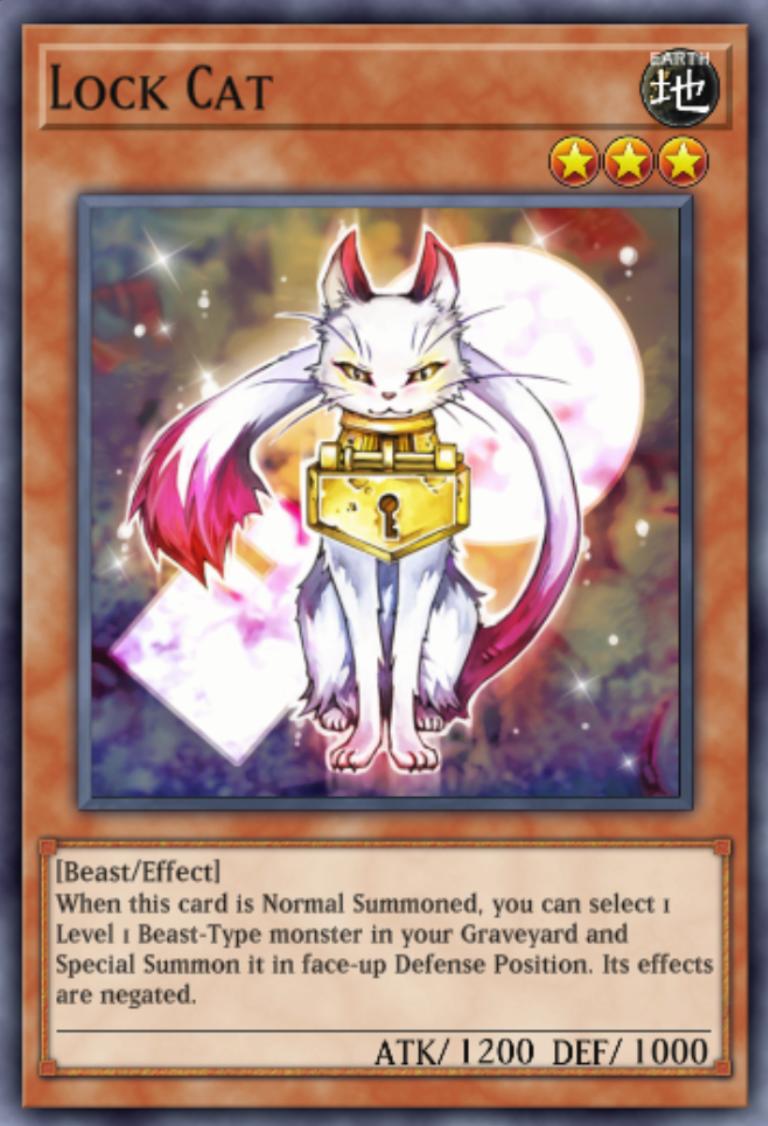 Lock Cat
EARTH
地
[Beast/Effect]
When this card is Normal Summoned, you can select 1
Level 1 Beast-Type monster in your Graveyard and
Special Summon it in face-up Defense Position. Its effects
are negated.
ATK/ 1200 DEF/ 1000